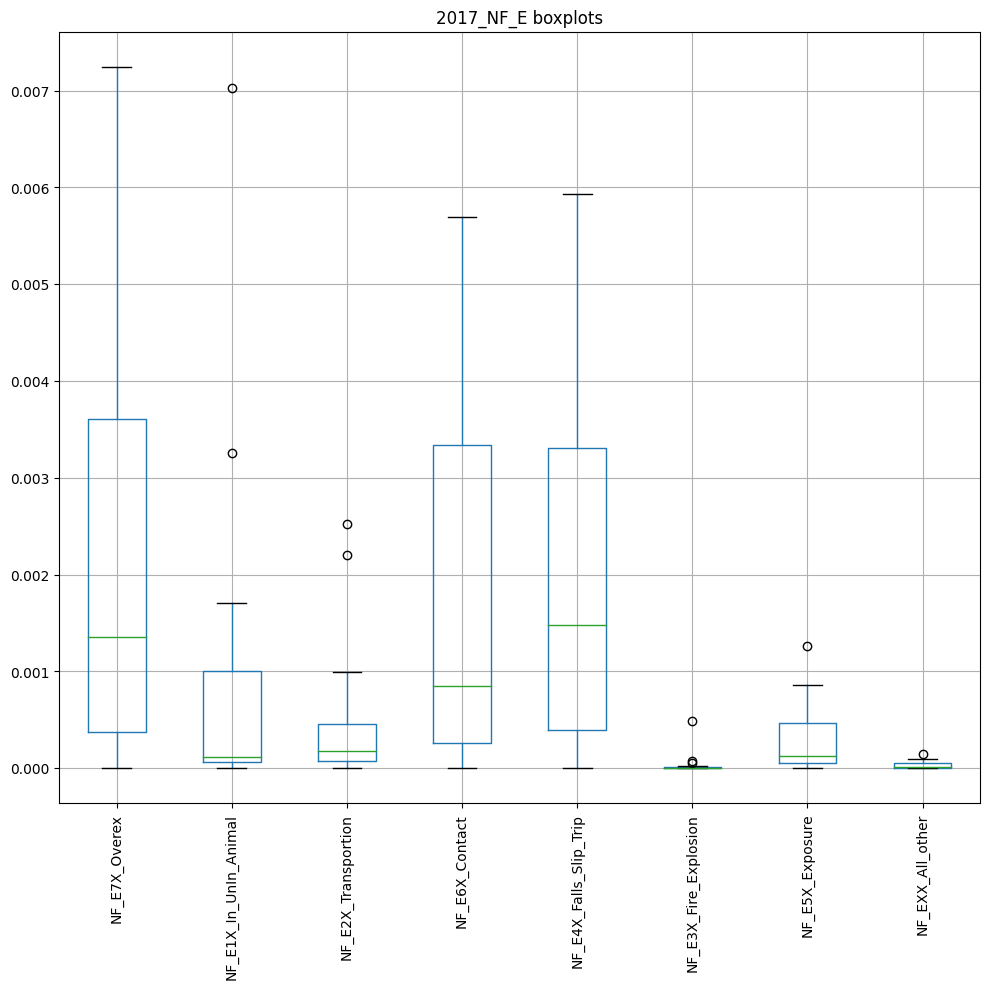 2017_NF_E boxplots
0.007
0.006
0.005
0.004
0.003
0.002
0.001
0.000
NF_E7X_Overex
NF_E1X_In_UnIn_Animal
NF_E2X_Transportion
NF_E6X_Contact
NF_E4X_Falls_Slip_Trip
NF_E3X_Fire_Explosion
NF_E5X_Exposure
NF_EXX_All_other